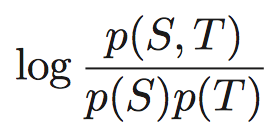 log p(S, T) / p(S)p(T)